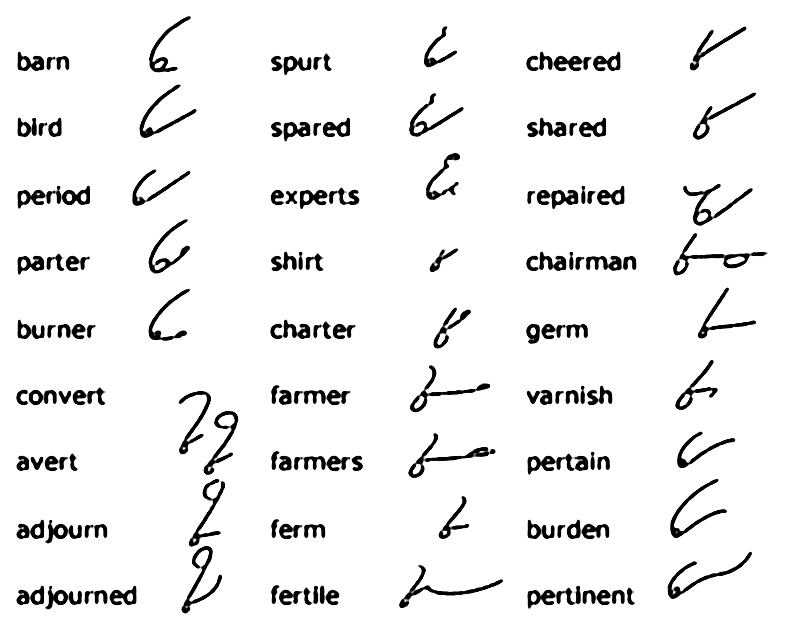 barn spurt cheered
bird spared shared
period experts repaired
parter shirt chairman
burner charter germ
convert farmer varnish
avert farmers pertain
adjourn ferm burden
adjourned fertile pertinent